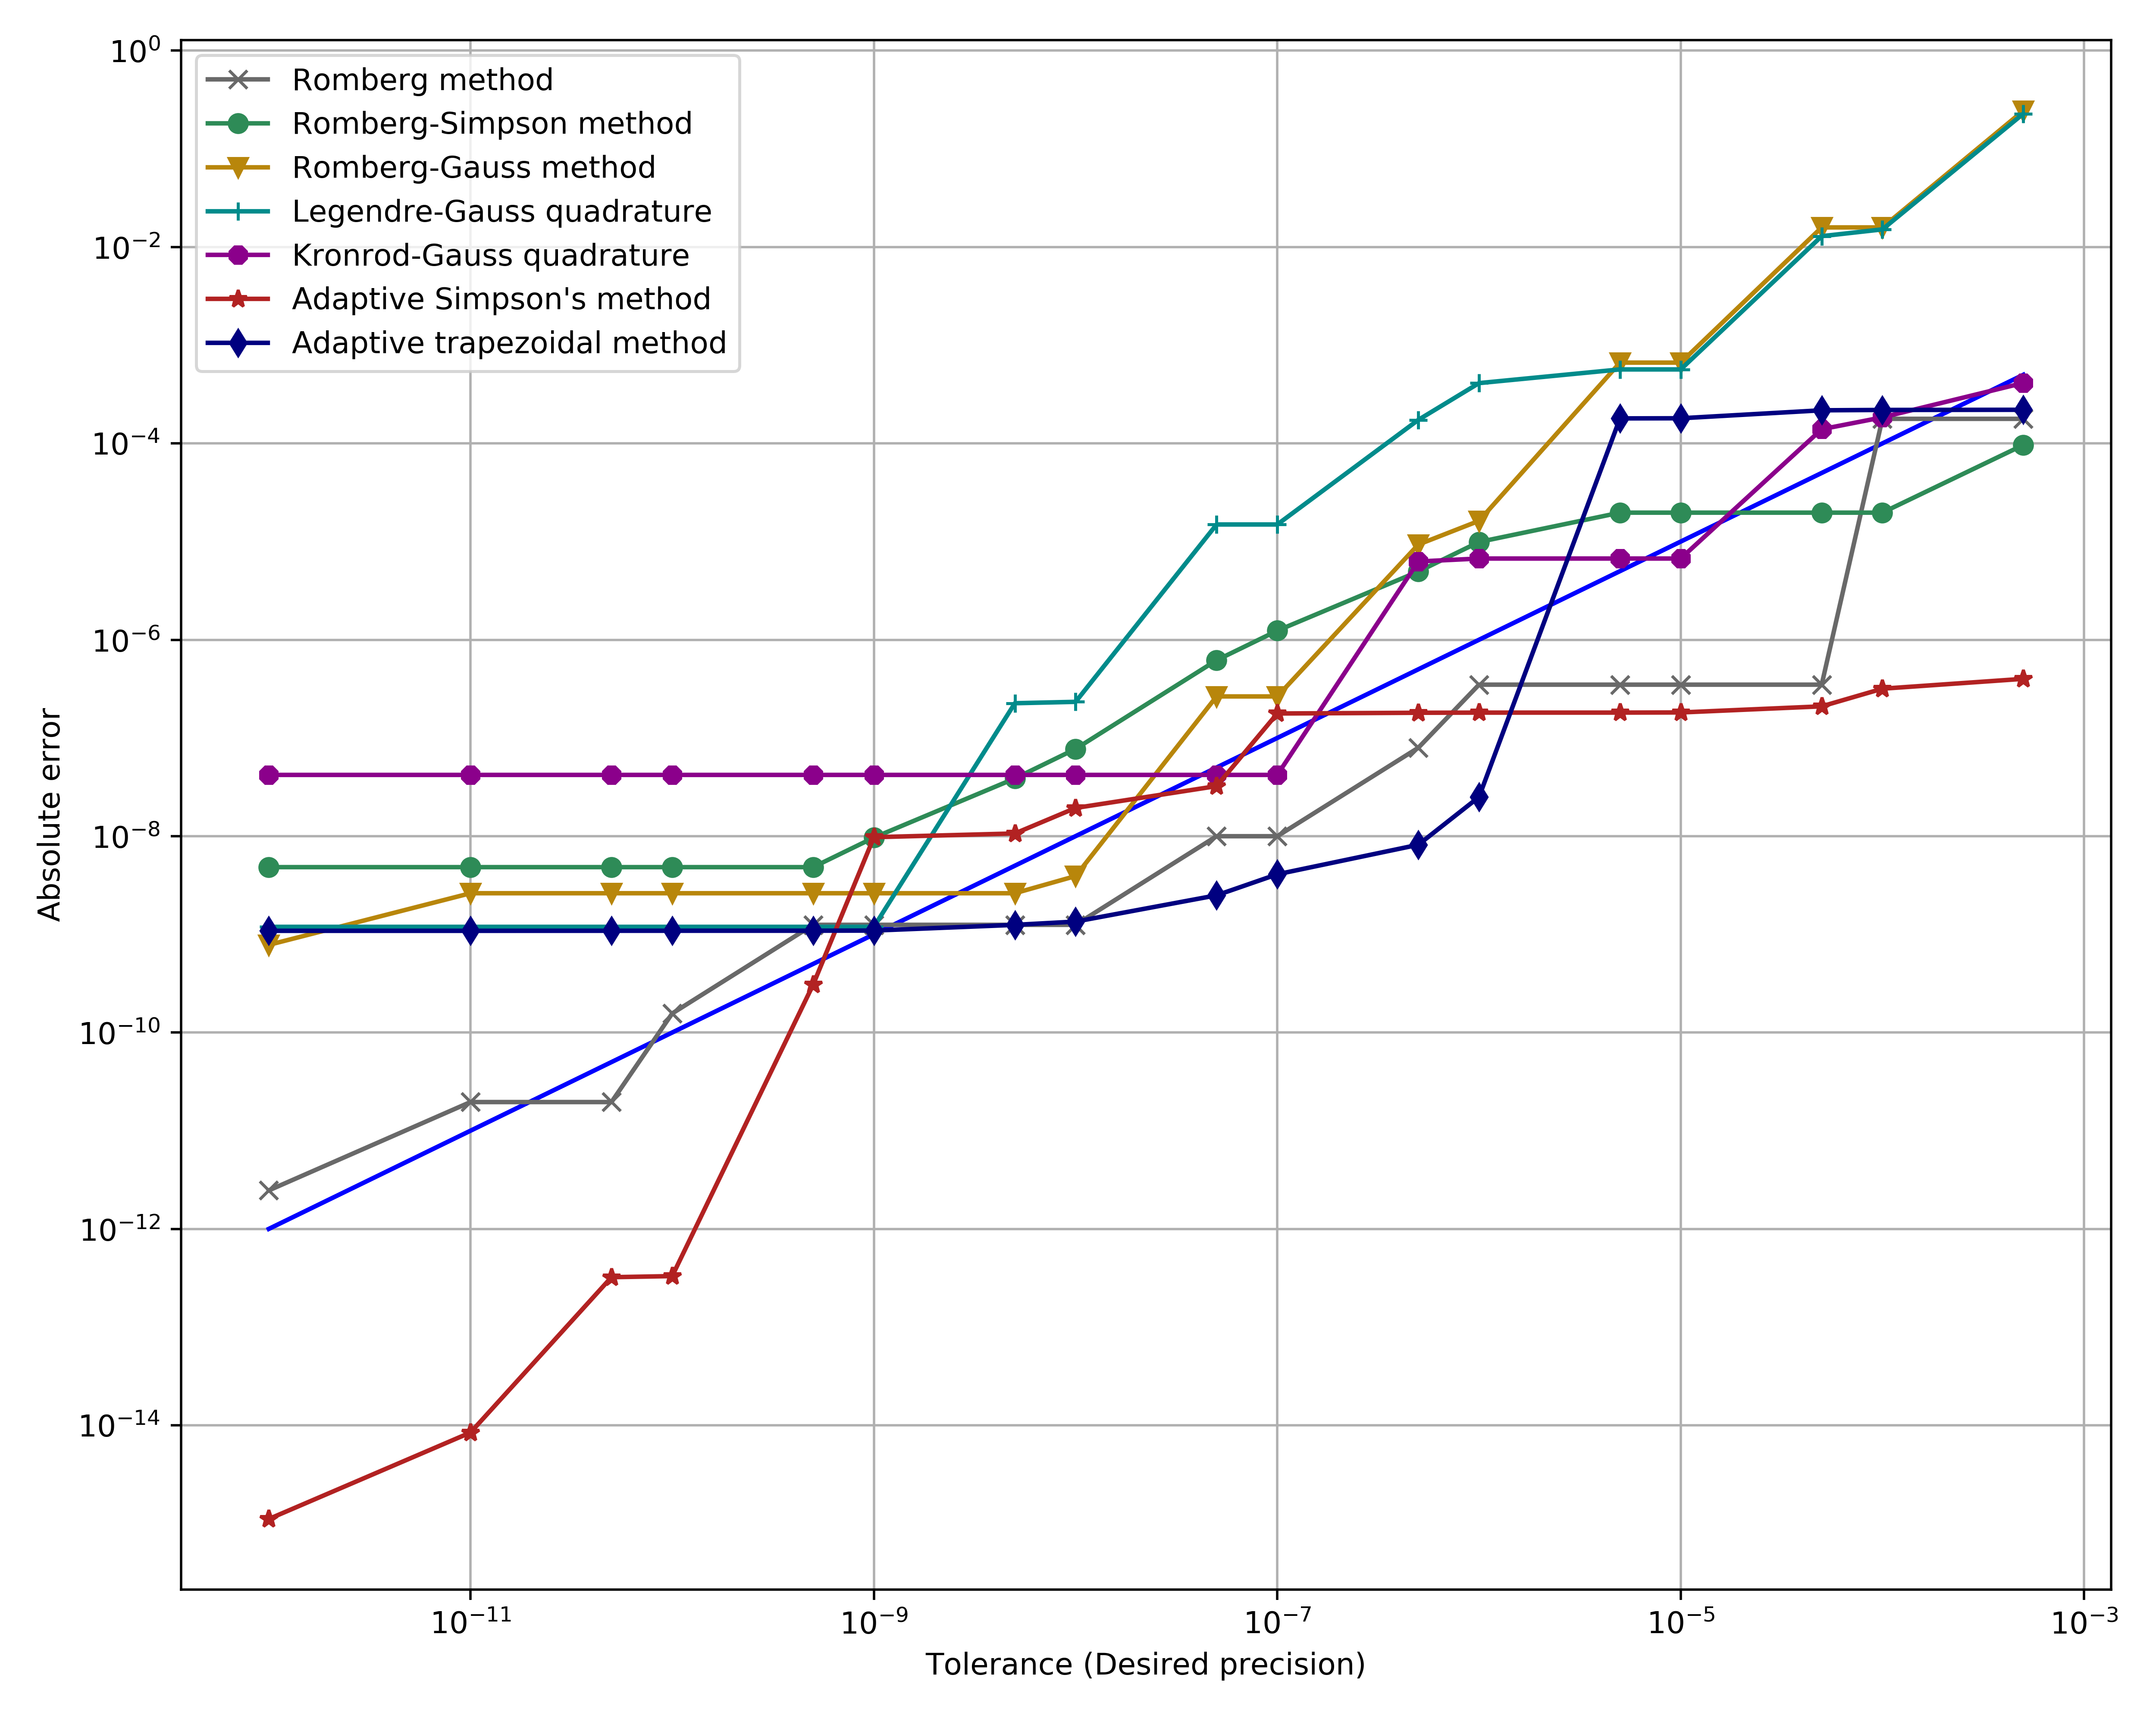 10⁰
10⁻²
10⁻⁴
10⁻⁶
10⁻⁸
10⁻¹⁰
10⁻¹²
10⁻¹⁴
Absolute error
Romberg method
Romberg-Simpson method
Romberg-Gauss method
Legendre-Gauss quadrature
Kronrod-Gauss quadrature
Adaptive Simpson's method
Adaptive trapezoidal method
10⁻¹¹ 10⁻⁹ 10⁻⁷ 10⁻⁵ 10⁻³
Tolerance (Desired precision)